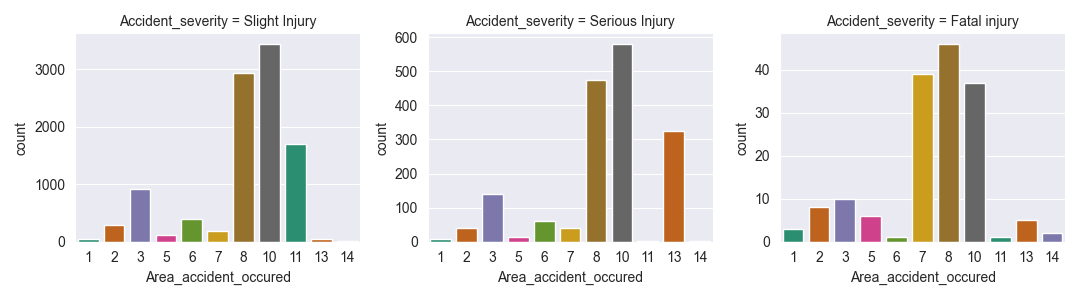 Accident_severity = Slight Injury
count
3000
2000
1000
0
1 2 3 5 6 7 8 10 11 13 14
Area_accident_occured
Accident_severity = Serious Injury
count
600
500
400
300
200
100
0
1 2 3 5 6 7 8 10 11 13 14
Area_accident_occured
Accident_severity = Fatal injury
count
40
30
20
10
0
1 2 3 5 6 7 8 10 11 13 14
Area_accident_occured